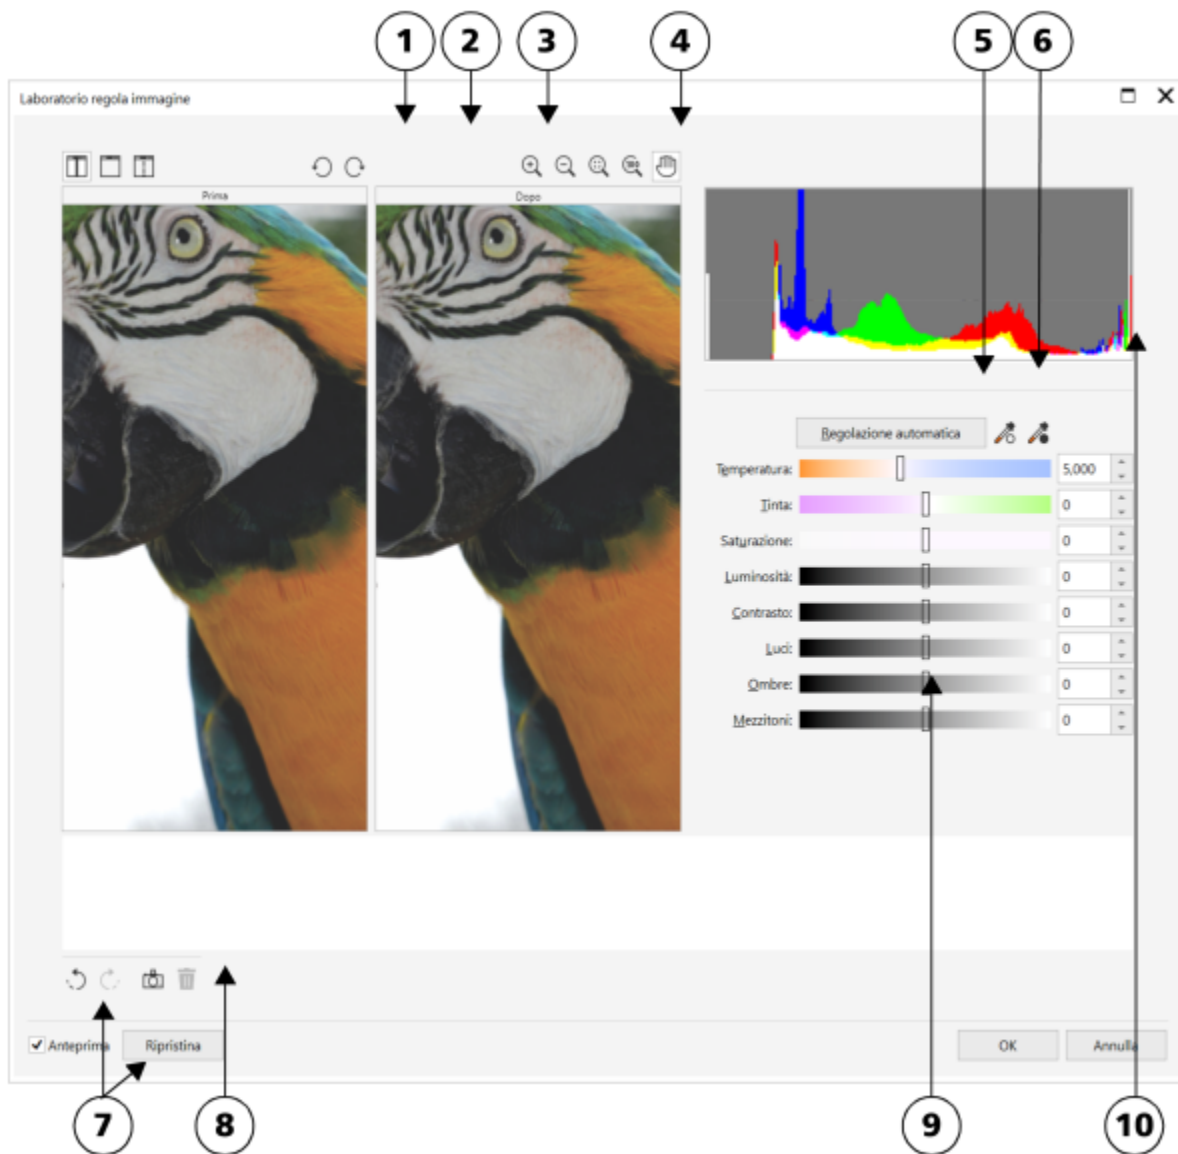 1 2 3 4 5 6
Laboratorio regola immagine
Prima
Dopo
Regolazione automatica
Temperatura: 5,000
Tinta: 0
Saturazione: 0
Luminosità: 0
Contrasto: 0
Luci: 0
Ombre: 0
Mezzitoni: 0
Anteprima
Ripristina
OK
Annulla
7 8 9 10